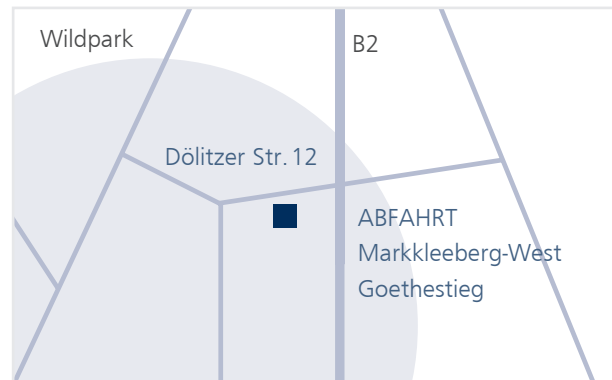 Wildpark
B2
Dölitzer Str. 12
ABFAHRT
Markkleeberg-West
Goethestieg